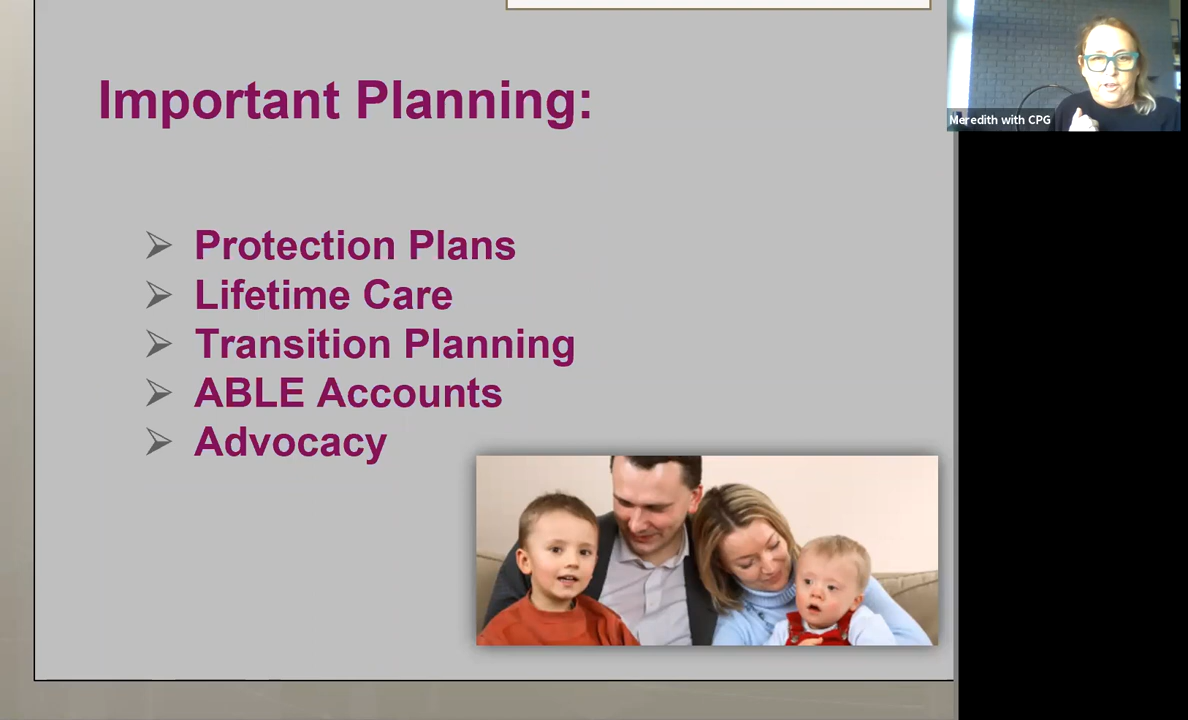 Important Planning:
Protection Plans
Lifetime Care
Transition Planning
ABLE Accounts
Advocacy
Meredith with CPG